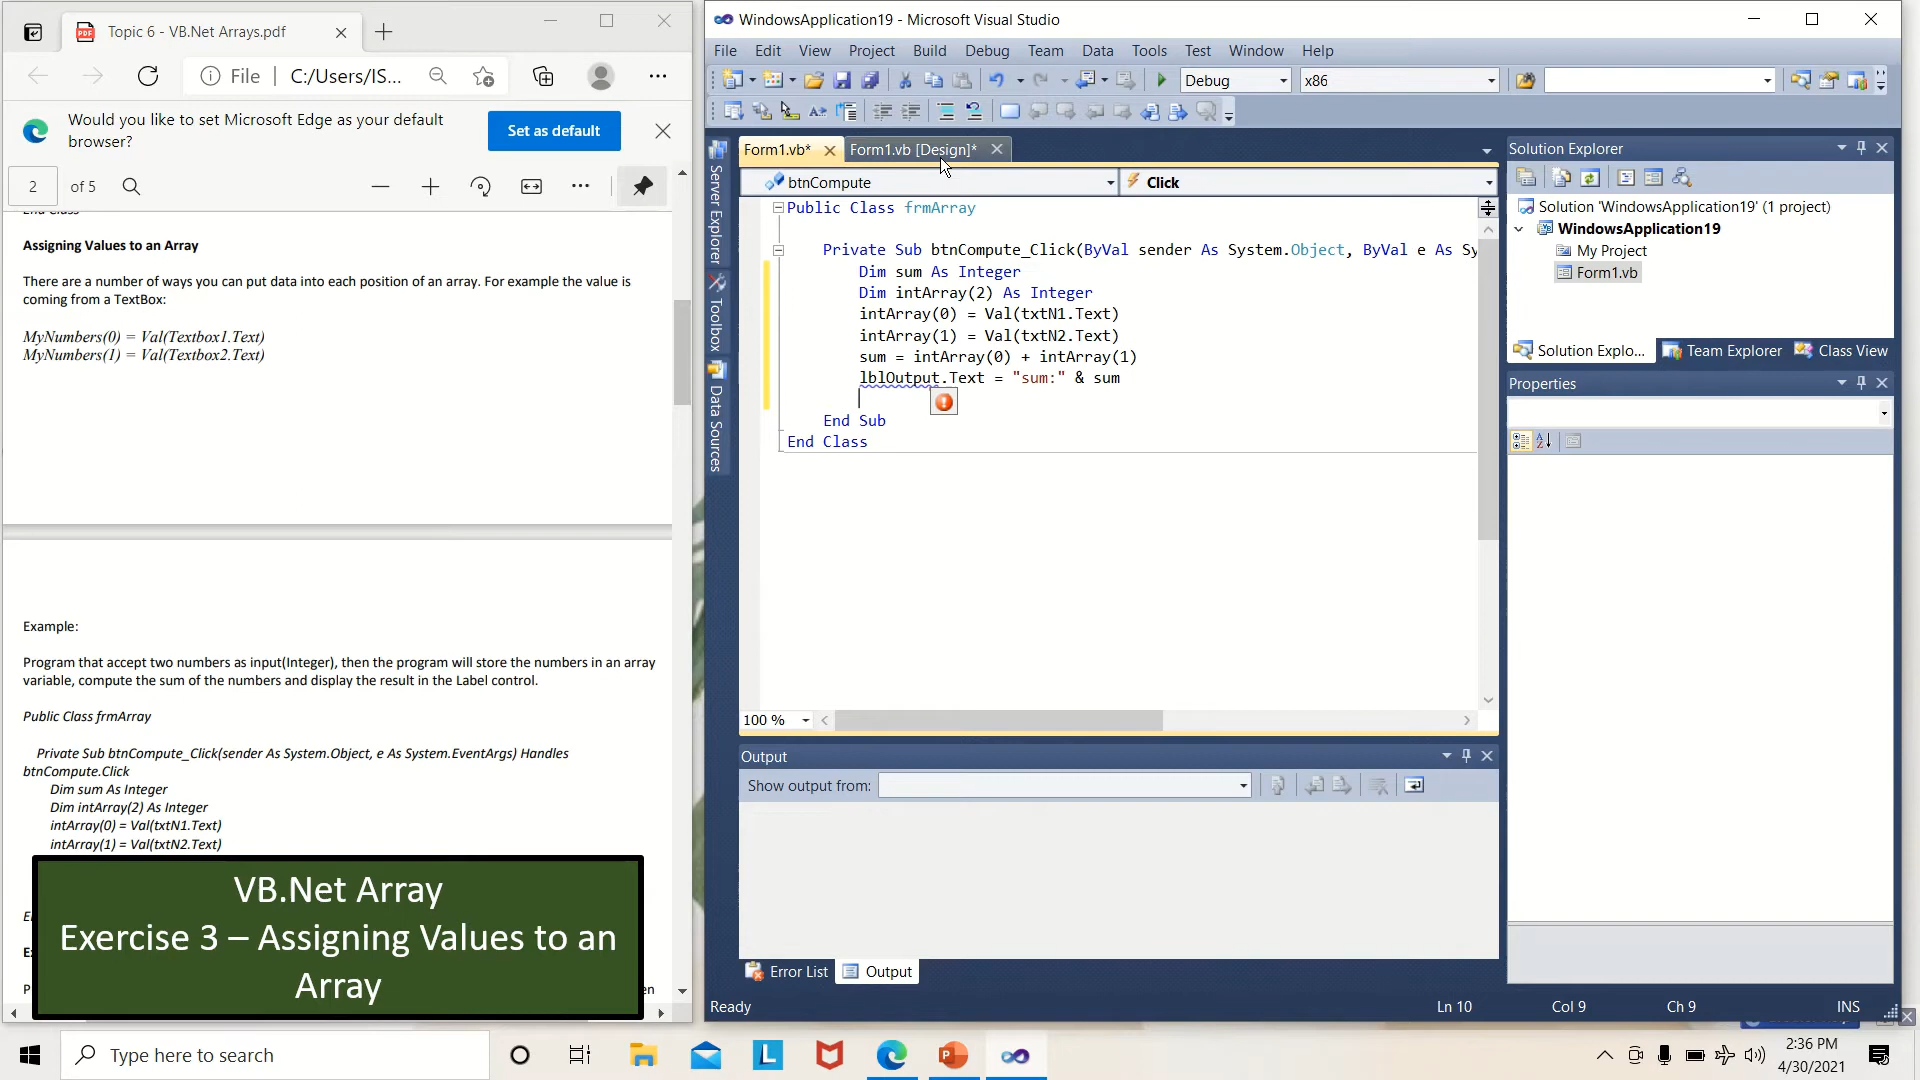 Topic 6 - VB.Net Arrays.pdf
File
C:/Users/IS...
Would you like to set Microsoft Edge as your default
browser?
Set as default
2
of 5
End Class
Assigning Values to an Array
There are a number of ways you can put data into each position of an array. For example the value is
coming from a TextBox:
MyNumbers(0) = Val(Textbox1.Text)
MyNumbers(1) = Val(Textbox2.Text)
Example:
Program that accept two numbers as input(Integer), then the program will store the numbers in an array
variable, compute the sum of the numbers and display the result in the Label control.
Public Class frmArray
Private Sub btnCompute_Click(sender As System.Object, e As System.EventArgs) Handles
btnCompute.Click
Dim sum As Integer
Dim intArray(2) As Integer
intArray(0) = Val(txtN1.Text)
intArray(1) = Val(txtN2.Text)
VB.Net Array
Exercise 3 – Assigning Values to an
Array
WindowsApplication19 - Microsoft Visual Studio
File Edit View Project Build Debug Team Data Tools Test Window Help
Debug
x86
Form1.vb*
Form1.vb [Design]*
btnCompute
Click
Server Explorer
Toolbox
Data Sources
Public Class frmArray
Private Sub btnCompute_Click(ByVal sender As System.Object, ByVal e As Sy
Dim sum As Integer
Dim intArray(2) As Integer
intArray(0) = Val(txtN1.Text)
intArray(1) = Val(txtN2.Text)
sum = intArray(0) + intArray(1)
lblOutput.Text = "sum:" & sum
End Sub
End Class
100 %
Output
Show output from:
Error List
Output
Ready
Ln 10
Col 9
Ch 9
INS
Solution Explorer
Solution 'WindowsApplication19' (1 project)
WindowsApplication19
My Project
Form1.vb
Solution Explo...
Team Explorer
Class View
Properties
Type here to search
2:36 PM
4/30/2021